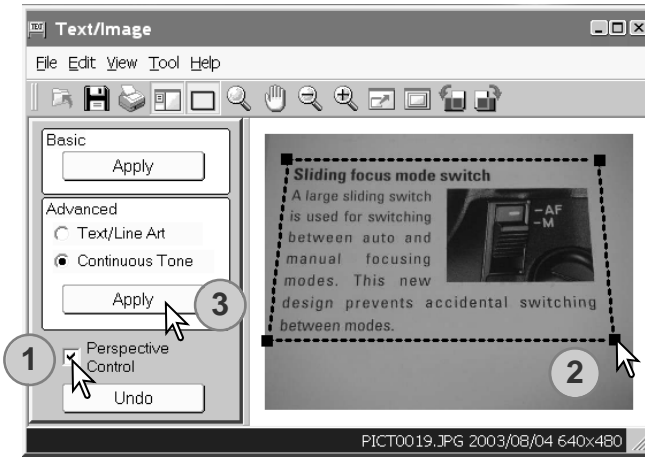 TEXT
Text/Image
File Edit View Tool Help
Basic
Apply
Advanced
Text/Line Art
Continuous Tone
Apply
3
1
Perspective
Control
Undo
Sliding focus mode switch
A large sliding switch
is used for switching
between auto and
manual focusing
modes. This new
design prevents accidental switching
between modes.
–AF
–M
2
PICT0019.JPG 2003/08/04 640x480